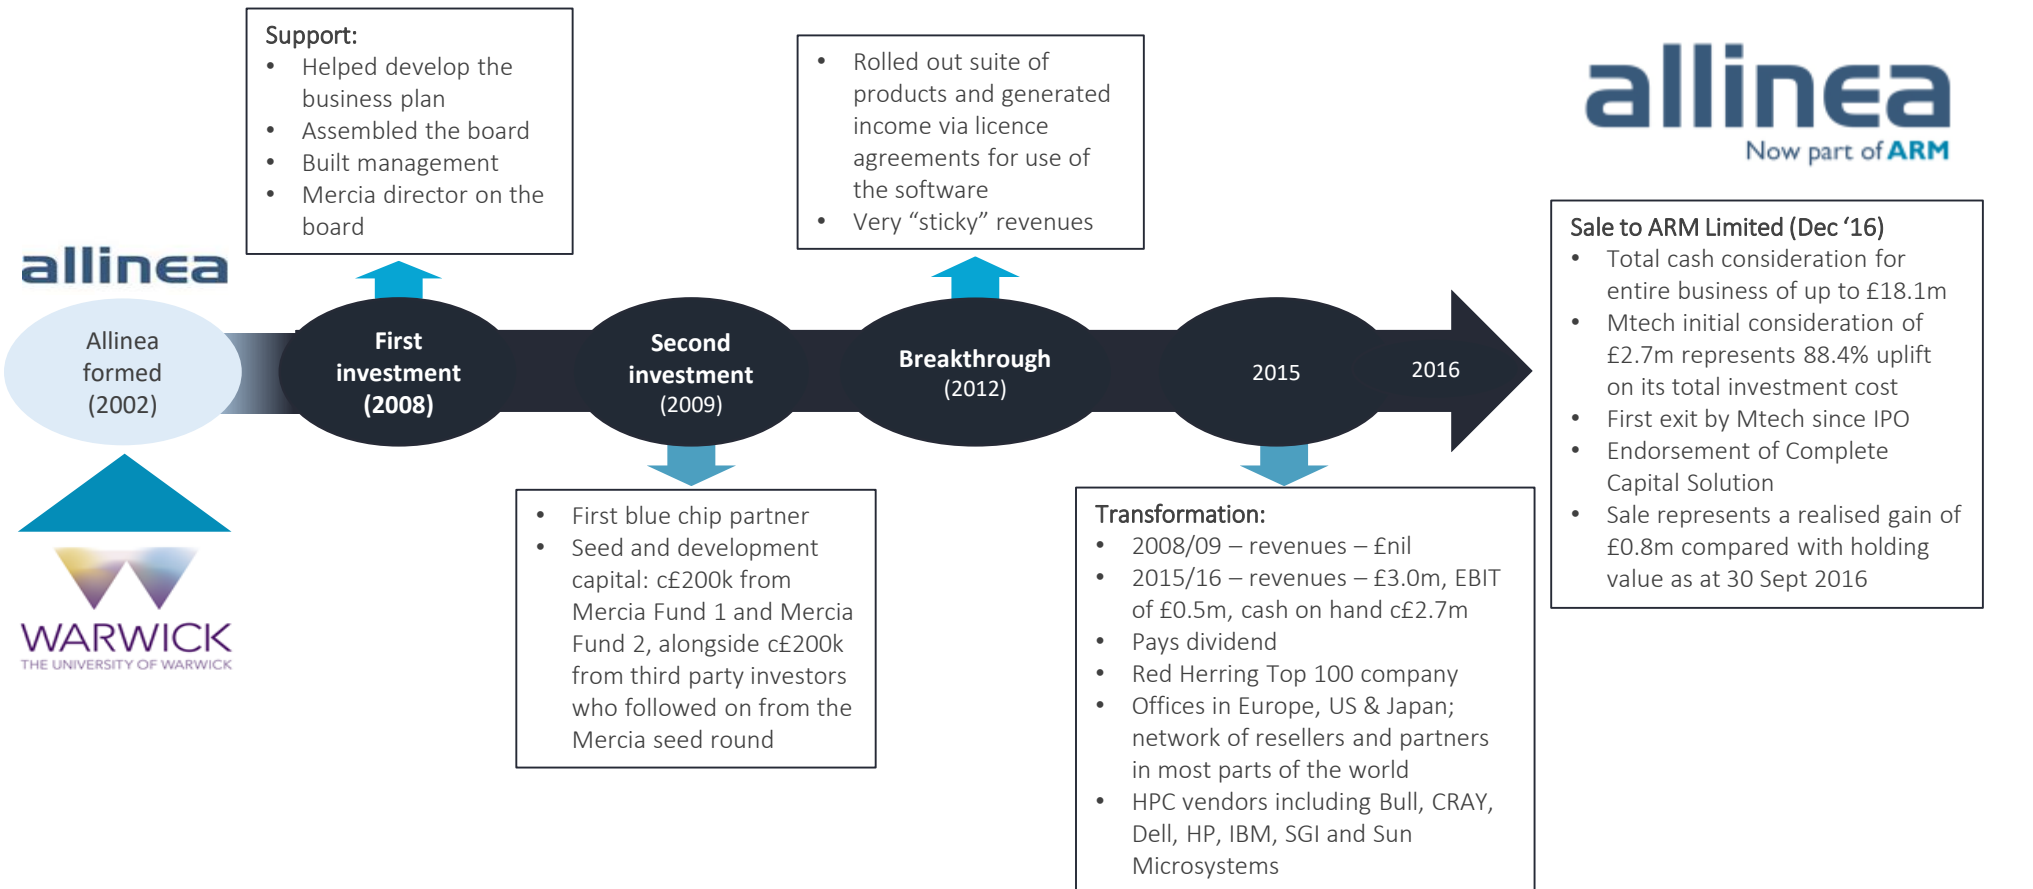 allinea
Allinea
formed
(2002)
WARWICK
THE UNIVERSITY OF WARWICK
Support:
• Helped develop the
business plan
• Assembled the board
• Built management
• Mercia director on the
board
First
investment
(2008)
Second
investment
(2009)
• First blue chip partner
• Seed and development
capital: c£200k from
Mercia Fund 1 and Mercia
Fund 2, alongside c£200k
from third party investors
who followed on from the
Mercia seed round
• Rolled out suite of
products and generated
income via licence
agreements for use of
the software
• Very “sticky” revenues
Breakthrough
(2012)
2015
Transformation:
• 2008/09 – revenues – £nil
• 2015/16 – revenues – £3.0m, EBIT
of £0.5m, cash on hand c£2.7m
• Pays dividend
• Red Herring Top 100 company
• Offices in Europe, US & Japan;
network of resellers and partners
in most parts of the world
• HPC vendors including Bull, CRAY,
Dell, HP, IBM, SGI and Sun
Microsystems
2016
allinea
Now part of ARM
Sale to ARM Limited (Dec ‘16)
• Total cash consideration for
entire business of up to £18.1m
• Mtech initial consideration of
£2.7m represents 88.4% uplift
on its total investment cost
• First exit by Mtech since IPO
• Endorsement of Complete
Capital Solution
• Sale represents a realised gain of
£0.8m compared with holding
value as at 30 Sept 2016